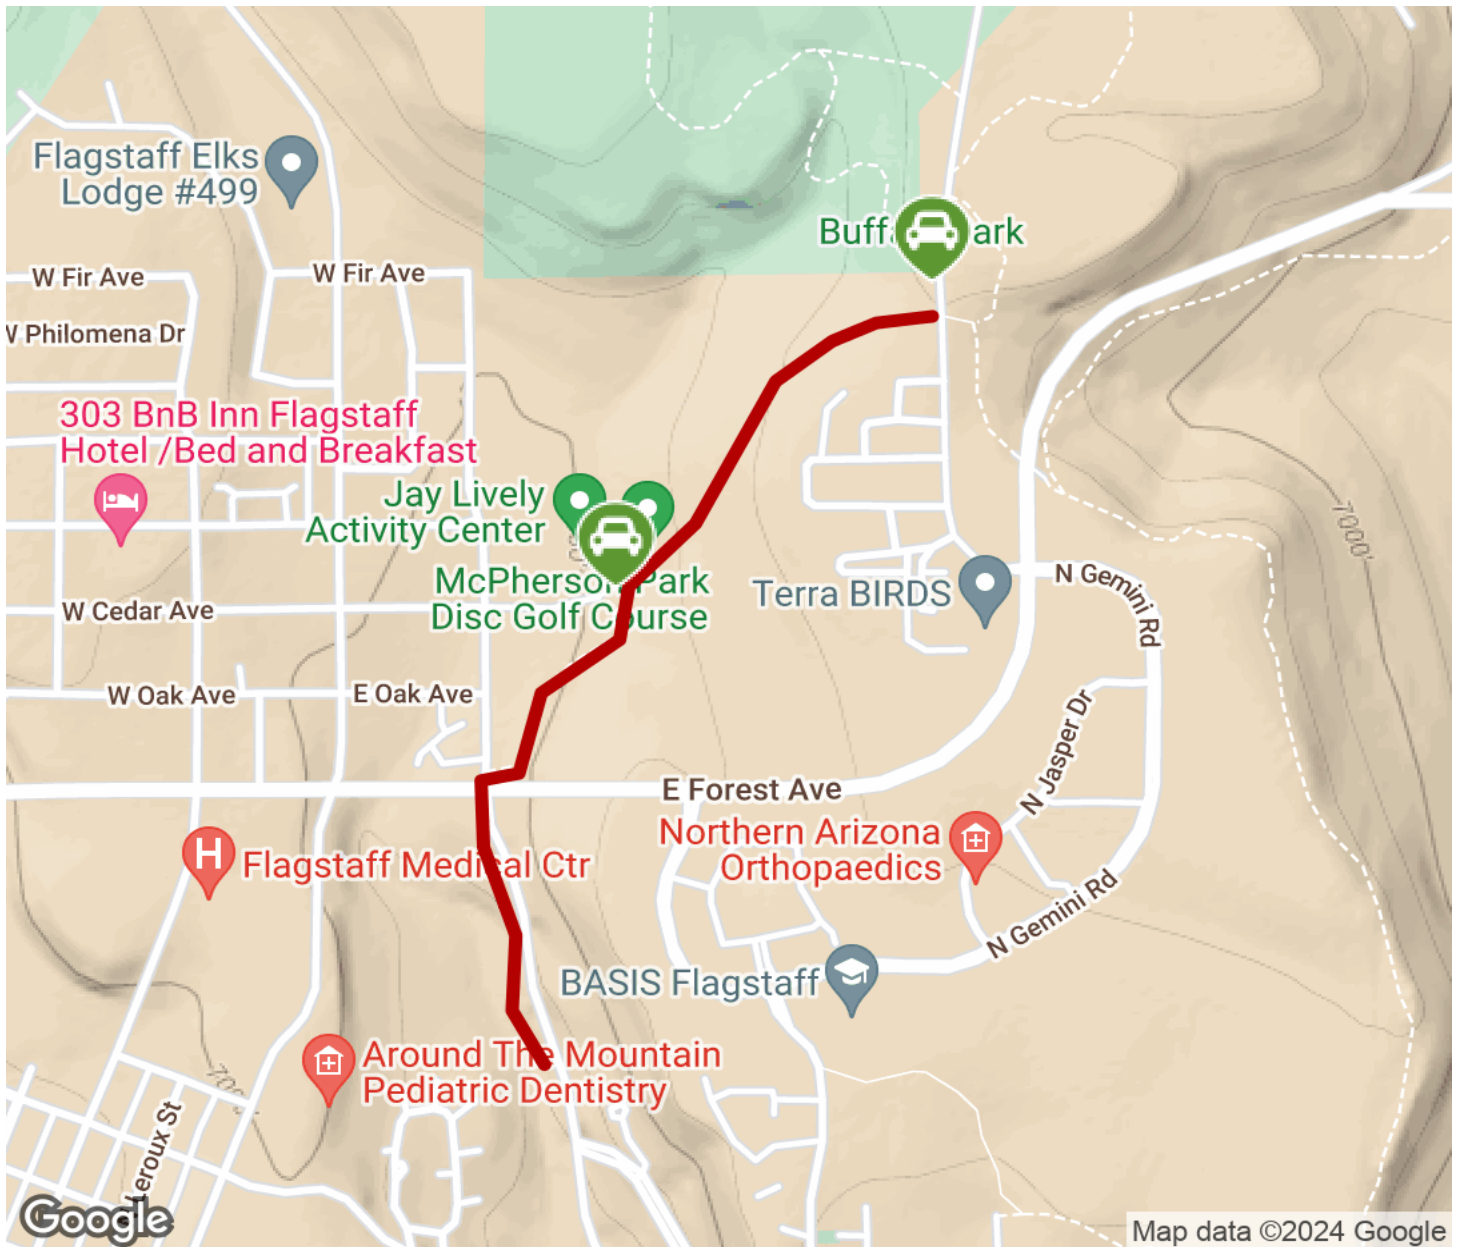 Flagstaff Elks
Lodge #499
W Fir Ave
W Fir Ave
W Philomena Dr
303 BnB Inn Flagstaff
Hotel /Bed and Breakfast
Jay Lively
Activity Center
McPherson Park
Disc Golf Course
Buff ark
Terra BIRDS
N Gemini Rd
7000'
W Cedar Ave
W Oak Ave
E Oak Ave
N Jasper Dr
E Forest Ave
Northern Arizona
Orthopaedics
H
Flagstaff Medical Ctr
N Gemini Rd
BASIS Flagstaff
Around The Mountain
Pediatric Dentistry
Leroux St
Google
Map data ©2024 Google